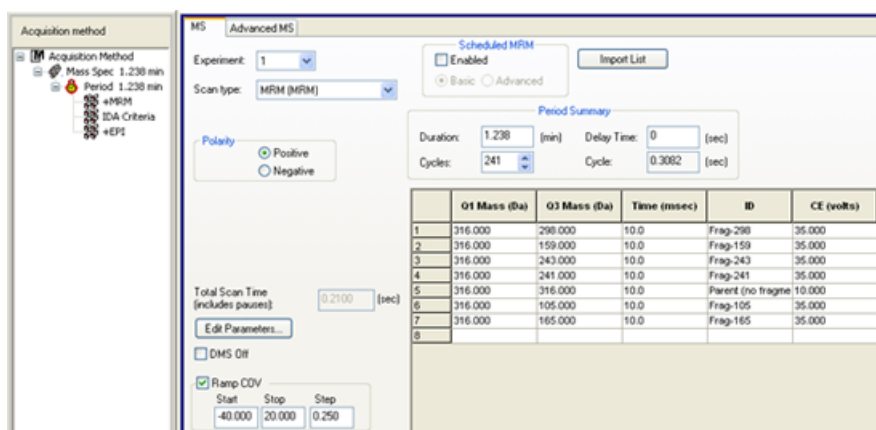 Acquisition method
Acquisition Method
Mass Spec 1.238 min
Period 1.238 min
+MRM
IDA Criteria
+EPI
MS Advanced MS
Experiment: 1
Scan type: MRM (MRM)
Scheduled MRM
Enabled
Basic Advanced
Import List
Polarity
Positive
Negative
Period Summary
Duration: 1.238 (min) Delay Time: 0 (sec)
Cycles: 241 Cycle: 0.3082 (sec)
Q1 Mass (Da) Q3 Mass (Da) Time (msec) ID CE (volts)
1 316.000 298.000 10.0 Frag-298 35.000
2 316.000 159.000 10.0 Frag-159 35.000
3 316.000 243.000 10.0 Frag-243 35.000
4 316.000 241.000 10.0 Frag-241 35.000
5 316.000 316.000 10.0 Parent (no fragme 10.000
6 316.000 105.000 10.0 Frag-105 35.000
7 316.000 165.000 10.0 Frag-165 35.000
8
Total Scan Time
(includes pauses): 0.2100 (sec)
Edit Parameters...
DMS Off
Ramp COV
Start Stop Step
-40.000 20.000 0.250